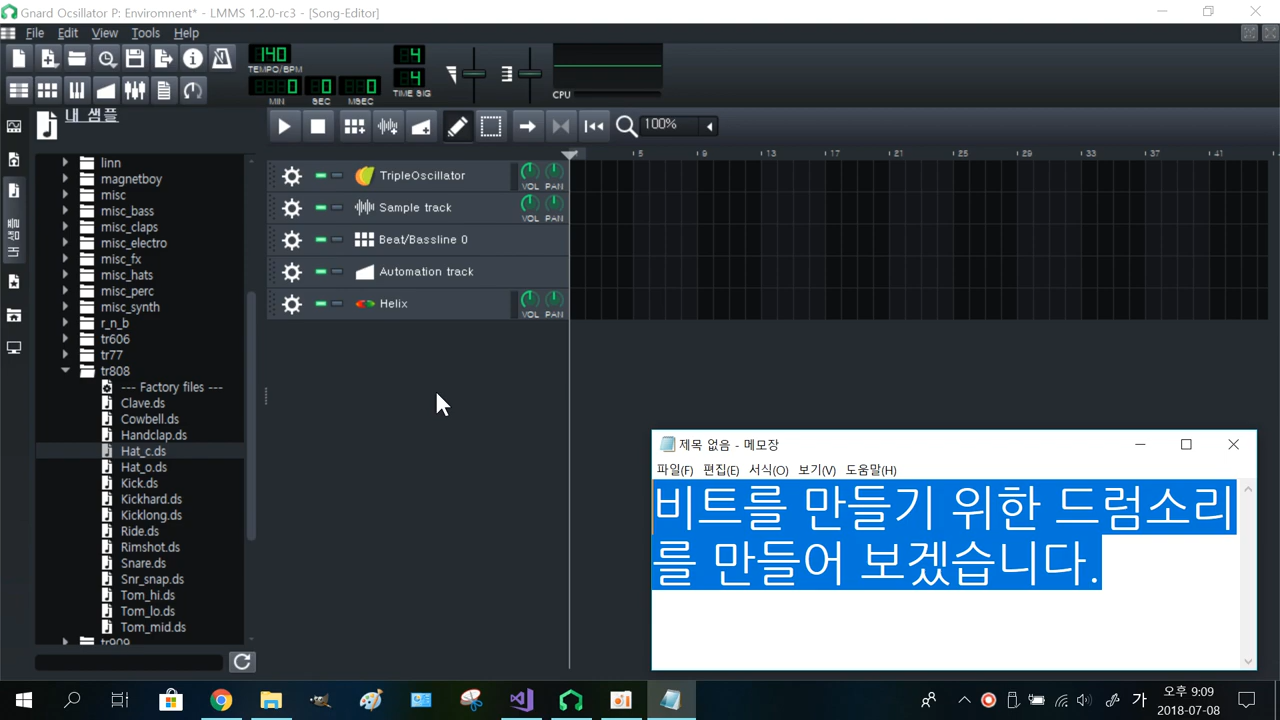 Gnard Ocsillator P: Enviromnent* - LMMS 1.2.0-rc3 - [Song-Editor]
File Edit View Tools Help
140
TEMPO/BPM
0 0 0
MIN SEC MSEC
4
4
TIME SIG
CPU
내 샘플
100%
5 9 13 17 21 25 29 33 37 41
linn
magnetboy
misc
misc_bass
misc_claps
misc_electro
misc_fx
misc_hats
misc_perc
misc_synth
r_n_b
tr606
tr77
tr808
--- Factory files ---
Clave.ds
Cowbell.ds
Handclap.ds
Hat_c.ds
Hat_o.ds
Kick.ds
Kickhard.ds
Kicklong.ds
Ride.ds
Rimshot.ds
Snare.ds
Snr_snap.ds
Tom_hi.ds
Tom_lo.ds
Tom_mid.ds
tr909
내 샘플
TripleOscillator VOL PAN
Sample track VOL PAN
Beat/Bassline 0
Automation track
Helix VOL PAN
제목 없음 - 메모장
파일(F) 편집(E) 서식(O) 보기(V) 도움말(H)
비트를 만들기 위한 드럼소리
를 만들어 보겠습니다.
가
오후 9:09
2018-07-08